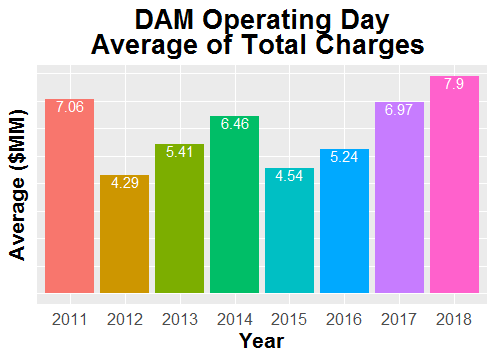 DAM Operating Day
Average of Total Charges
Average ($MM)
7.06
4.29
5.41
6.46
4.54
5.24
6.97
7.9
2011 2012 2013 2014 2015 2016 2017 2018
Year